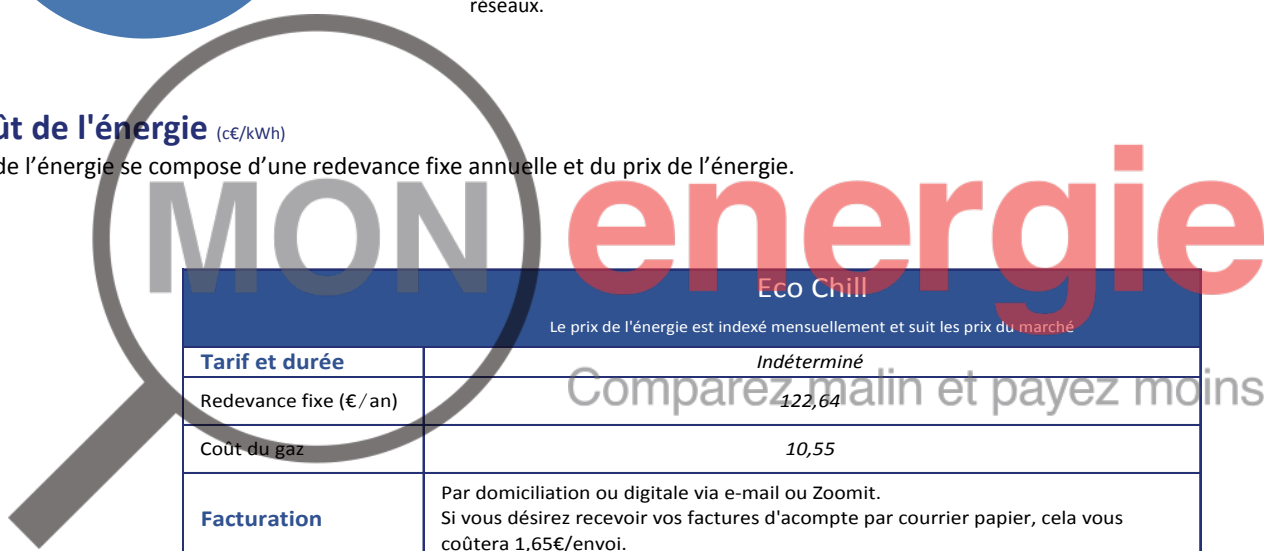 réseaux.
ût de l'énergie (c€/kWh)
de l'énergie se compose d'une redevance fixe annuelle et du prix de l'énergie.
MON energie
Comparez malin et payez moins
Eco Chill
Le prix de l'énergie est indexé mensuellement et suit les prix du marché
Tarif et durée Indéterminé
Redevance fixe (€/an) 122,64
Coût du gaz 10,55
Facturation
Par domiciliation ou digitale via e-mail ou Zoomit.
Si vous désirez recevoir vos factures d'acompte par courrier papier, cela vous
coûtera 1,65€/envoi.